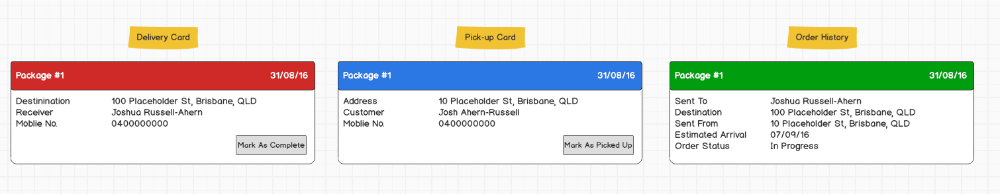 Delivery Card
Package #1 31/08/16
Destinination 100 Placeholder St, Brisbane, QLD
Receiver Joshua Russell-Ahern
Moblie No. 0400000000
Mark As Complete
Pick-up Card
Package #1 31/08/16
Address 10 Placeholder St, Brisbane, QLD
Customer Josh Ahern-Russell
Moblie No. 0400000000
Mark As Picked Up
Order History
Package #1 31/08/16
Sent To Joshua Russell-Ahern
Destination 100 Placeholder St, Brisbane, QLD
Sent From 10 Placeholder St, Brisbane, QLD
Estimated Arrival 07/09/16
Order Status In Progress